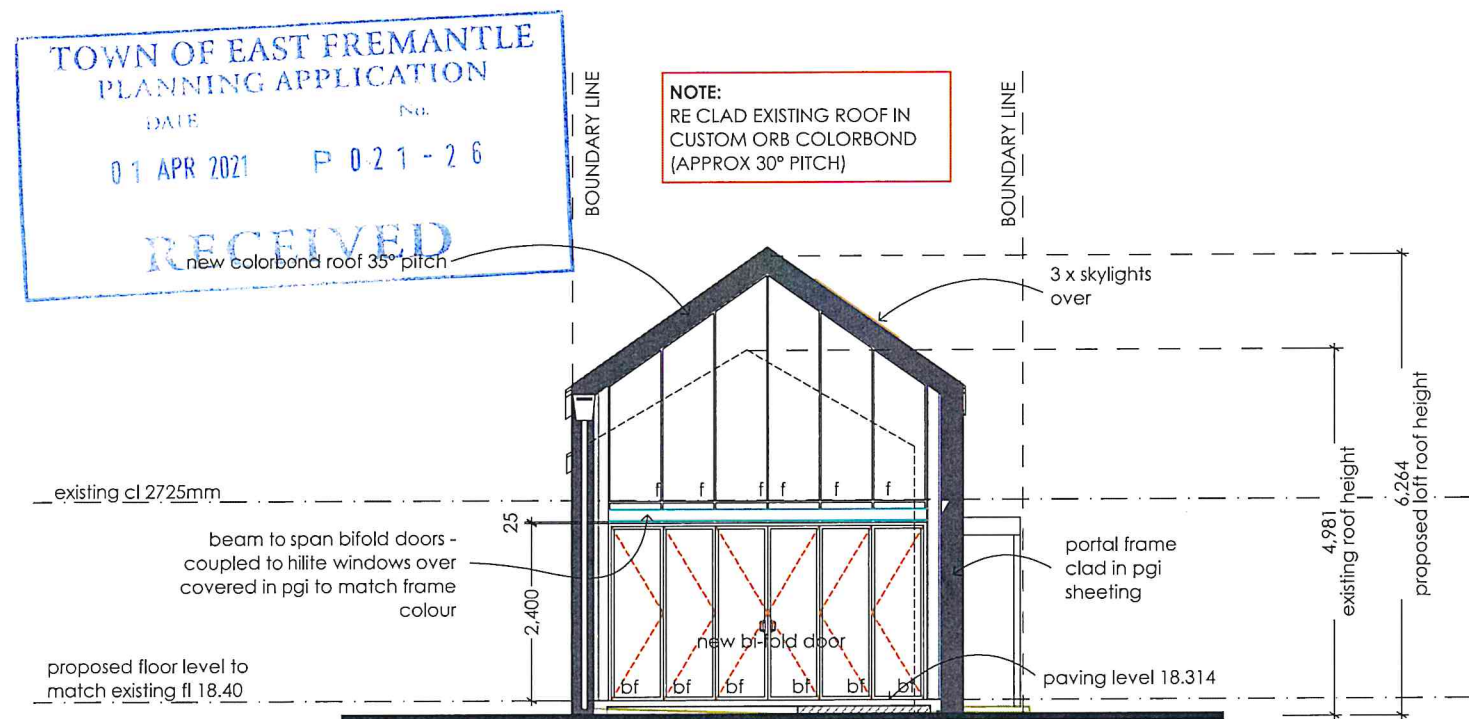 TOWN OF EAST FREMANTLE
PLANNING APPLICATION
DATE
No.
01 APR 2021
P 021-26
RECEIVED
BOUNDARY LINE
NOTE:
RE CLAD EXISTING ROOF IN
CUSTOM ORB COLORBOND
(APPROX 30° PITCH)
BOUNDARY LINE
new colorbond roof 35° pitch
3 x skylights
over
existing cl 2725mm
f f f f f f
25
beam to span bifold doors -
coupled to hilite windows over
covered in pgi to match frame
colour
2,400
portal frame
clad in pgi
sheeting
4,981
existing roof height
6,264
proposed loft roof height
new bi-fold door
proposed floor level to
match existing fl 18.40
bf bf bf bf bf bf
paving level 18.314